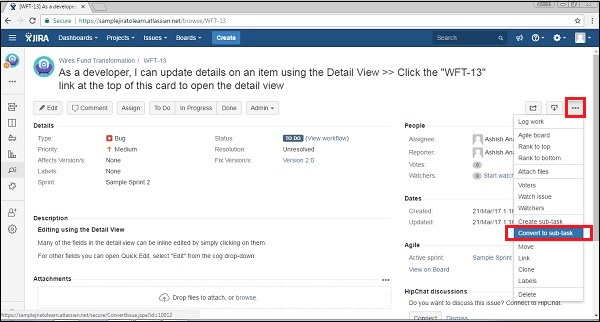 [WFT-13] As a developer, I
Secure | https://samplejiratolearn.atlassian.net/browse/WFT-13
JIRA Dashboards Projects Issues Boards Create
Wires Fund Transformation / WFT-13
As a developer, I can update details on an item using the Detail View >> Click the "WFT-13"
link at the top of this card to open the detail view
Edit Comment Assign To Do In Progress Done Admin
Details
Type: Bug
Priority: Medium
Affects Version/s: None
Labels: None
Sprint: Sample Sprint 2
Status: TO DO (View workflow)
Resolution: Unresolved
Fix Version/s: Version 2.0
Description
Editing using the Detail View
Many of the fields in the detail view can be inline edited by simply clicking on them.
For other fields you can open Quick Edit, select "Edit" from the cog drop-down.
Attachments
Drop files to attach, or browse.
People
Assignee: Ashish
Reporter: Ashish
Votes: 0
Watchers: 0 Start
Dates
Created: 21/Mar/17 1:1
Updated: 21/Mar/17 1:1
Agile
Active sprint: Sample Sprint
View on Board
HipChat discussions
Do you want to discuss this issue? Connect to HipChat.
Connect Dismiss
Log work
Agile board
Rank to top
Rank to bottom
Attach files
Voters
Watch issue
Watchers
Create sub-task
Convert to sub-task
Move
Link
Clone
Labels
Delete
https://samplejiratolearn.atlassian.net/secure/ConvertIssue.jspa?id=10012